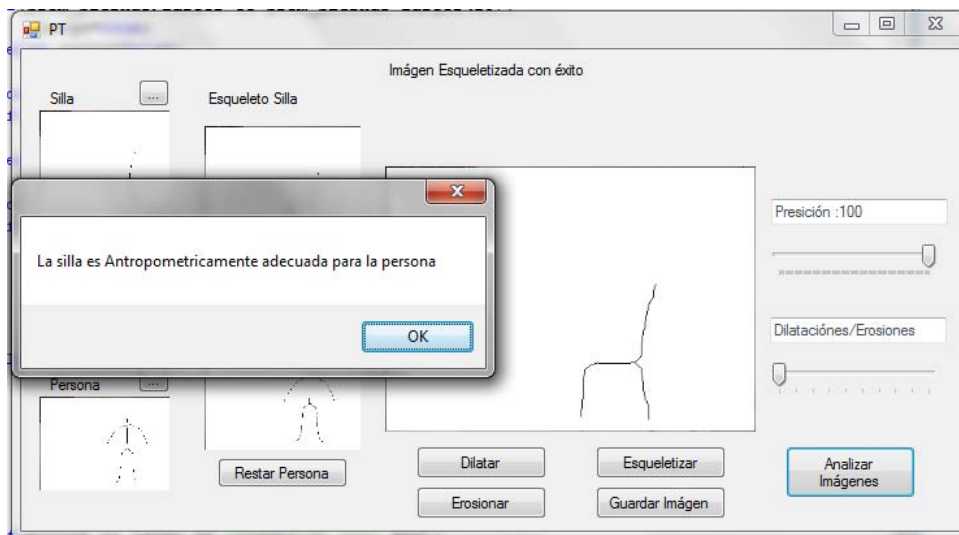 PT
Imágen Esqueletizada con éxito
Silla
...
Esqueleto Silla
La silla es Antropometricamente adecuada para la persona
OK
Presición :100
Dilataciónes/Erosiones
Persona
...
Restar Persona
Dilatar
Esqueletizar
Erosionar
Guardar Imágen
Analizar
Imágenes